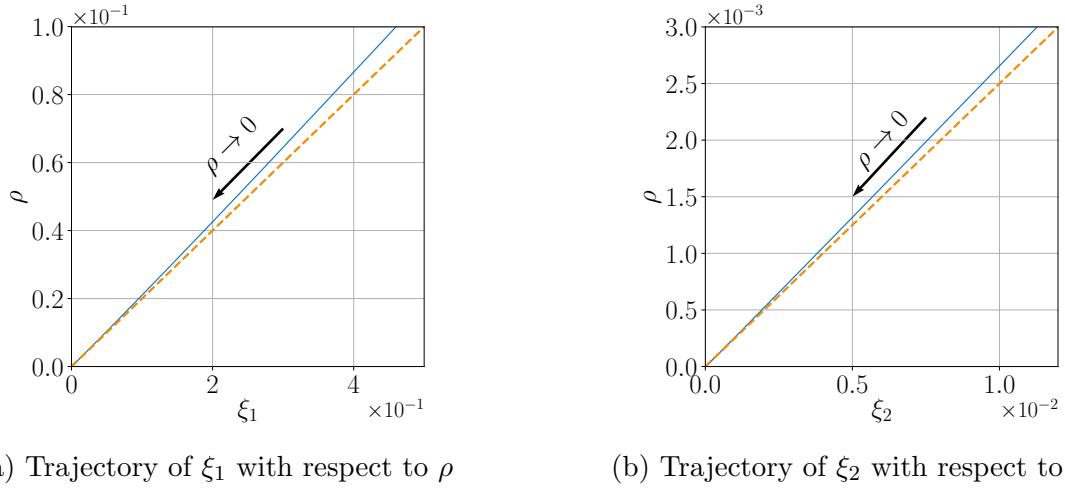 ×10⁻¹
×10⁻³
1.0
0.8
0.6
0.4
0.2
0.0
ρ
ρ → 0
0
2
4
ξ₁
×10⁻¹
3.0
2.5
2.0
1.5
1.0
0.5
0.0
ρ
ρ → 0
0.0
0.5
1.0
ξ₂
×10⁻²
) Trajectory of ξ₁ with respect to ρ
(b) Trajectory of ξ₂ with respect to